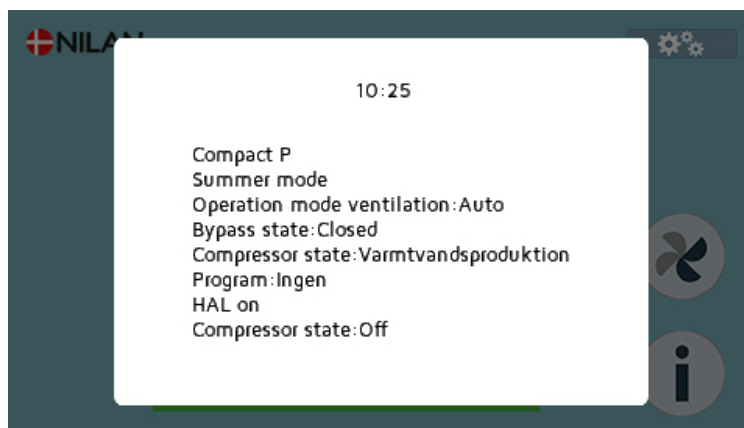 NILAN
10:25
Compact P
Summer mode
Operation mode ventilation:Auto
Bypass state:Closed
Compressor state:Varmtvandsproduktion
Program:Ingen
HAL on
Compressor state:Off